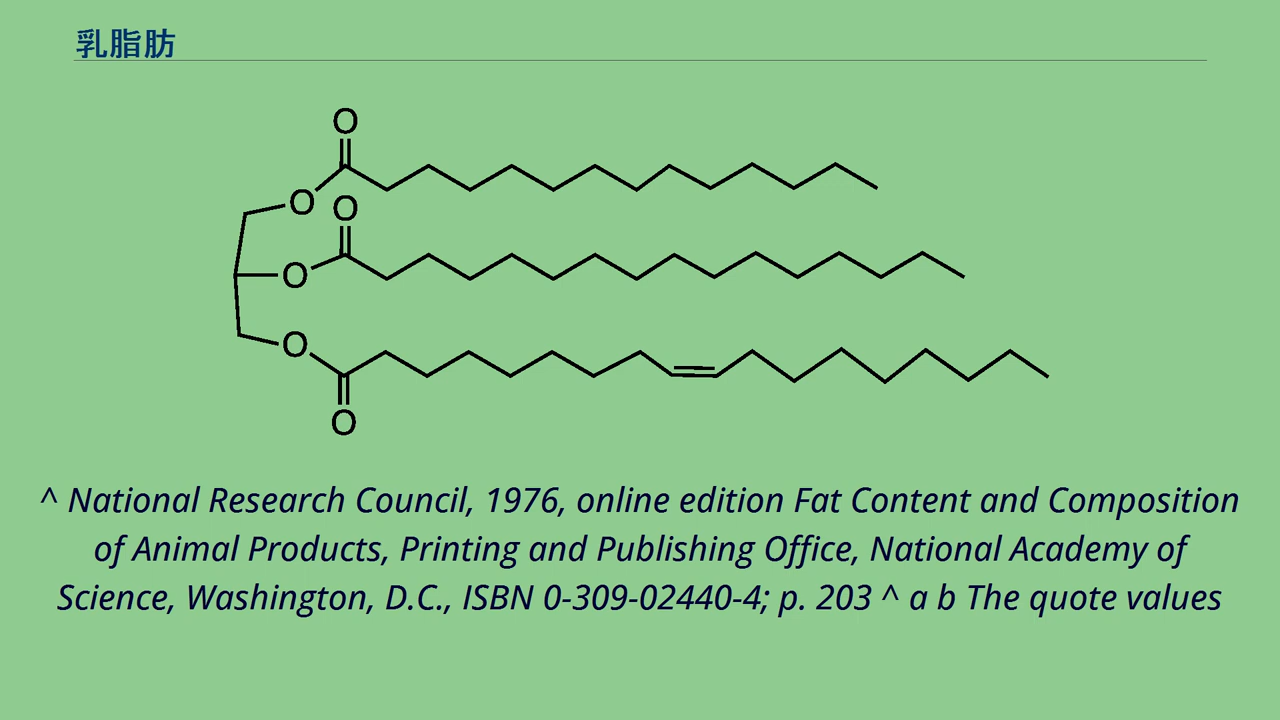 乳脂肪
O
O
O
O
O
O
^ National Research Council, 1976, online edition Fat Content and Composition
of Animal Products, Printing and Publishing Office, National Academy of
Science, Washington, D.C., ISBN 0-309-02440-4; p. 203 ^ a b The quote values